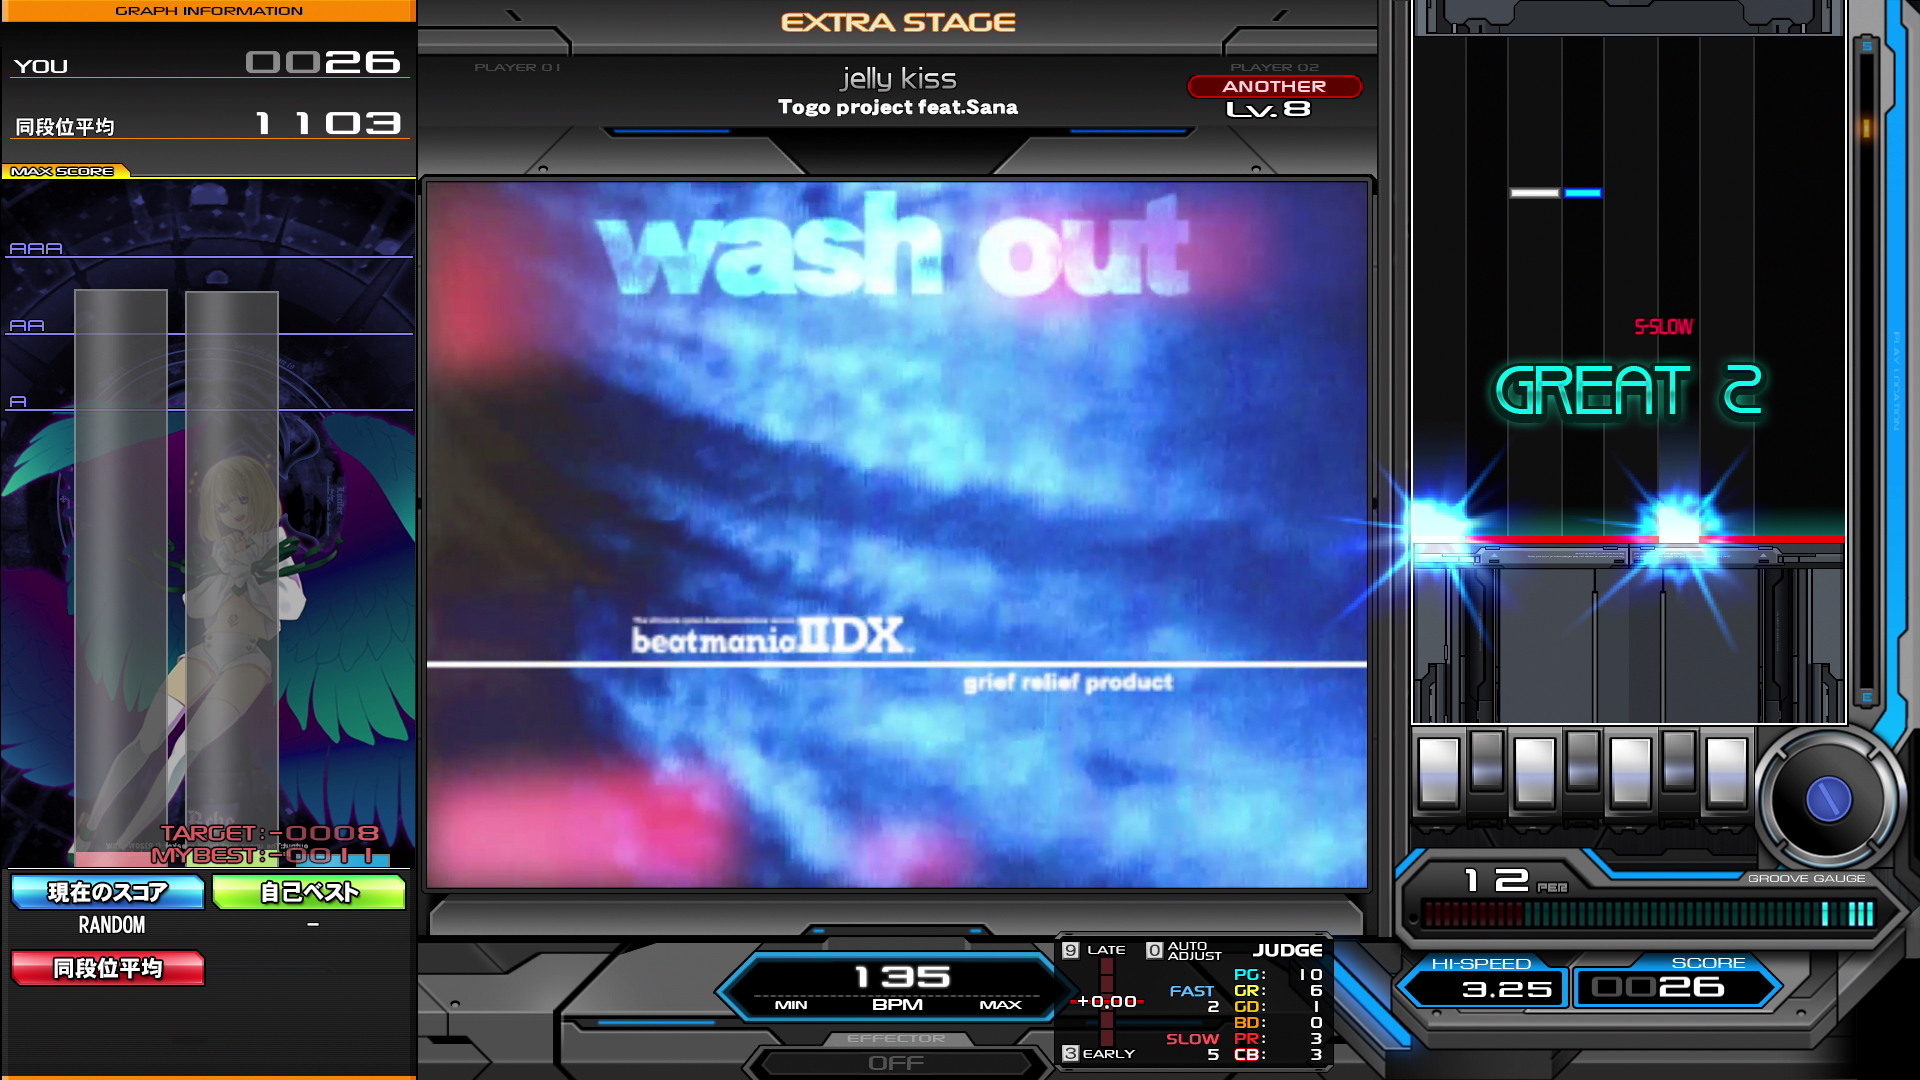 GRAPH INFORMATION
YOU 0026
同段位平均 1103
MAX SCORE
AAA
AA
A
TARGET:-0008
MYBEST:-0011
現在のスコア
自己ベスト
RANDOM
-
同段位平均
EXTRA STAGE
PLAYER 01
PLAYER 02
jelly kiss
Togo project feat.Sana
ANOTHER
Lv. 8
wash out
beatmania IIDX
grief relief product
135
MIN BPM MAX
EFFECTOR
OFF
9 LATE
0 AUTO ADJUST
+0.00
3 EARLY
JUDGE
FAST
2
SLOW
5
PG: 10
GR: 6
GD: 1
BD: 0
PR: 3
CB: 3
S-SLOW
GREAT 2
S
E
PLAY LOCATION
12 PER
GROOVE GAUGE
HI-SPEED
3.25
SCORE
0026